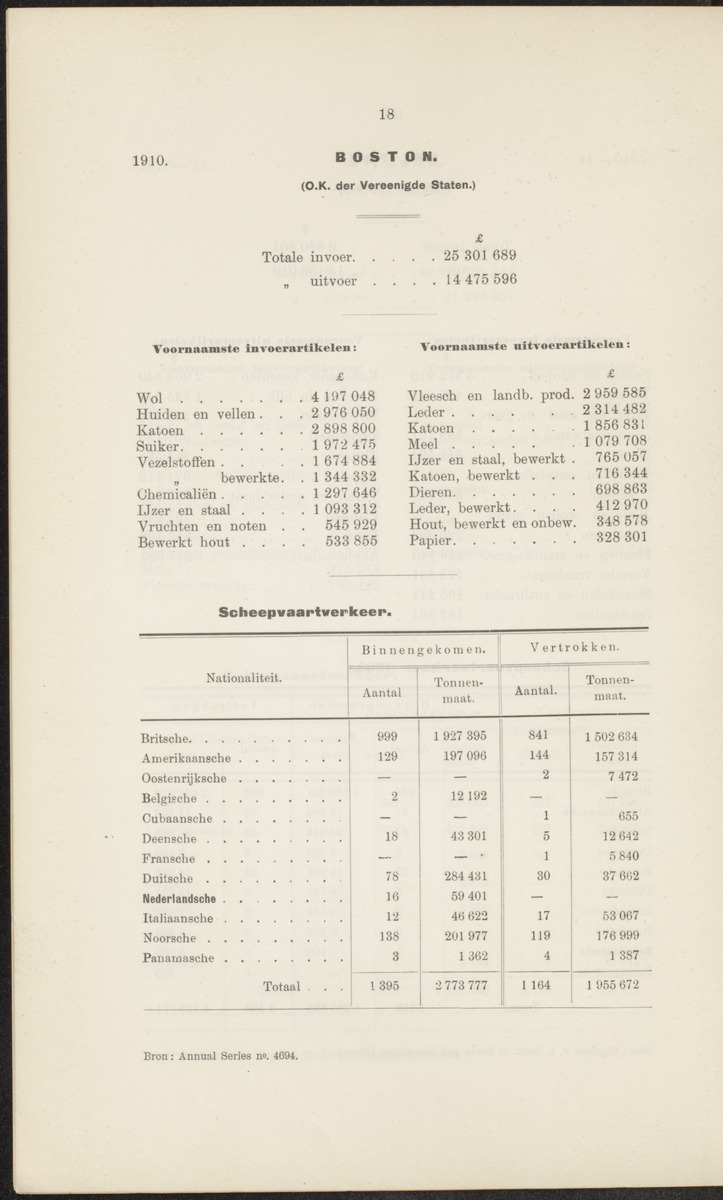 18
1910.
BOSTON.
(O.K. der Vereenigde Staten.)
£
Totale invoer. . . . . 25 301 689
„ uitvoer . . . . 14 475 596
Voornaamste invoerartikelen:
£
Wol . . . . . . . 4 197 048
Huiden en vellen . . . 2 976 050
Katoen . . . . . . 2 898 800
Suiker. . . . . . . 1 972 475
Vezelstoffen . . . . 1 674 884
„ bewerkte. . 1 344 332
Chemicaliën . . . . . 1 297 646
IJzer en staal . . . . 1 093 312
Vruchten en noten . . 545 929
Bewerkt hout . . . . 533 855
Voornaamste uitvoerartikelen:
£
Vleesch en landb. prod. 2 959 585
Leder . . . . . . . 2 314 482
Katoen . . . . . . 1 856 831
Meel . . . . . . 1 079 708
IJzer en staal, bewerkt . 765 057
Katoen, bewerkt . . . 716 344
Dieren. . . . . . . 698 863
Leder, bewerkt. . . . 412 970
Hout, bewerkt en onbew. 348 578
Papier. . . . . . . 328 301
Scheepvaartverkeer.
Nationaliteit. Binnengekomen. Vertrokken.
Aantal Tonnenmaat. Aantal. Tonnenmaat.
Britsche. . . . . . . . . . 999 1 927 395 841 1 502 634
Amerikaansche . . . . . . . 129 197 096 144 157 314
Oostenrijksche . . . . . . . — — 2 7 472
Belgische . . . . . . . . . 2 12 192 — —
Cubaansche . . . . . . . . — — 1 655
Deensche . . . . . . . . . 18 43 301 5 12 642
Fransche . . . . . . . . . — — 1 5 840
Duitsche . . . . . . . . . 78 284 431 30 37 662
Nederlandsche . . . . . . . . 16 59 401 — —
Italiaansche . . . . . . . . 12 46 622 17 53 067
Noorsche . . . . . . . . . 138 201 977 119 176 999
Panamasche . . . . . . . . 3 1 362 4 1 387
Totaal . . . 1 395 2 773 777 1 164 1 955 672
Bron: Annual Series no. 4694.